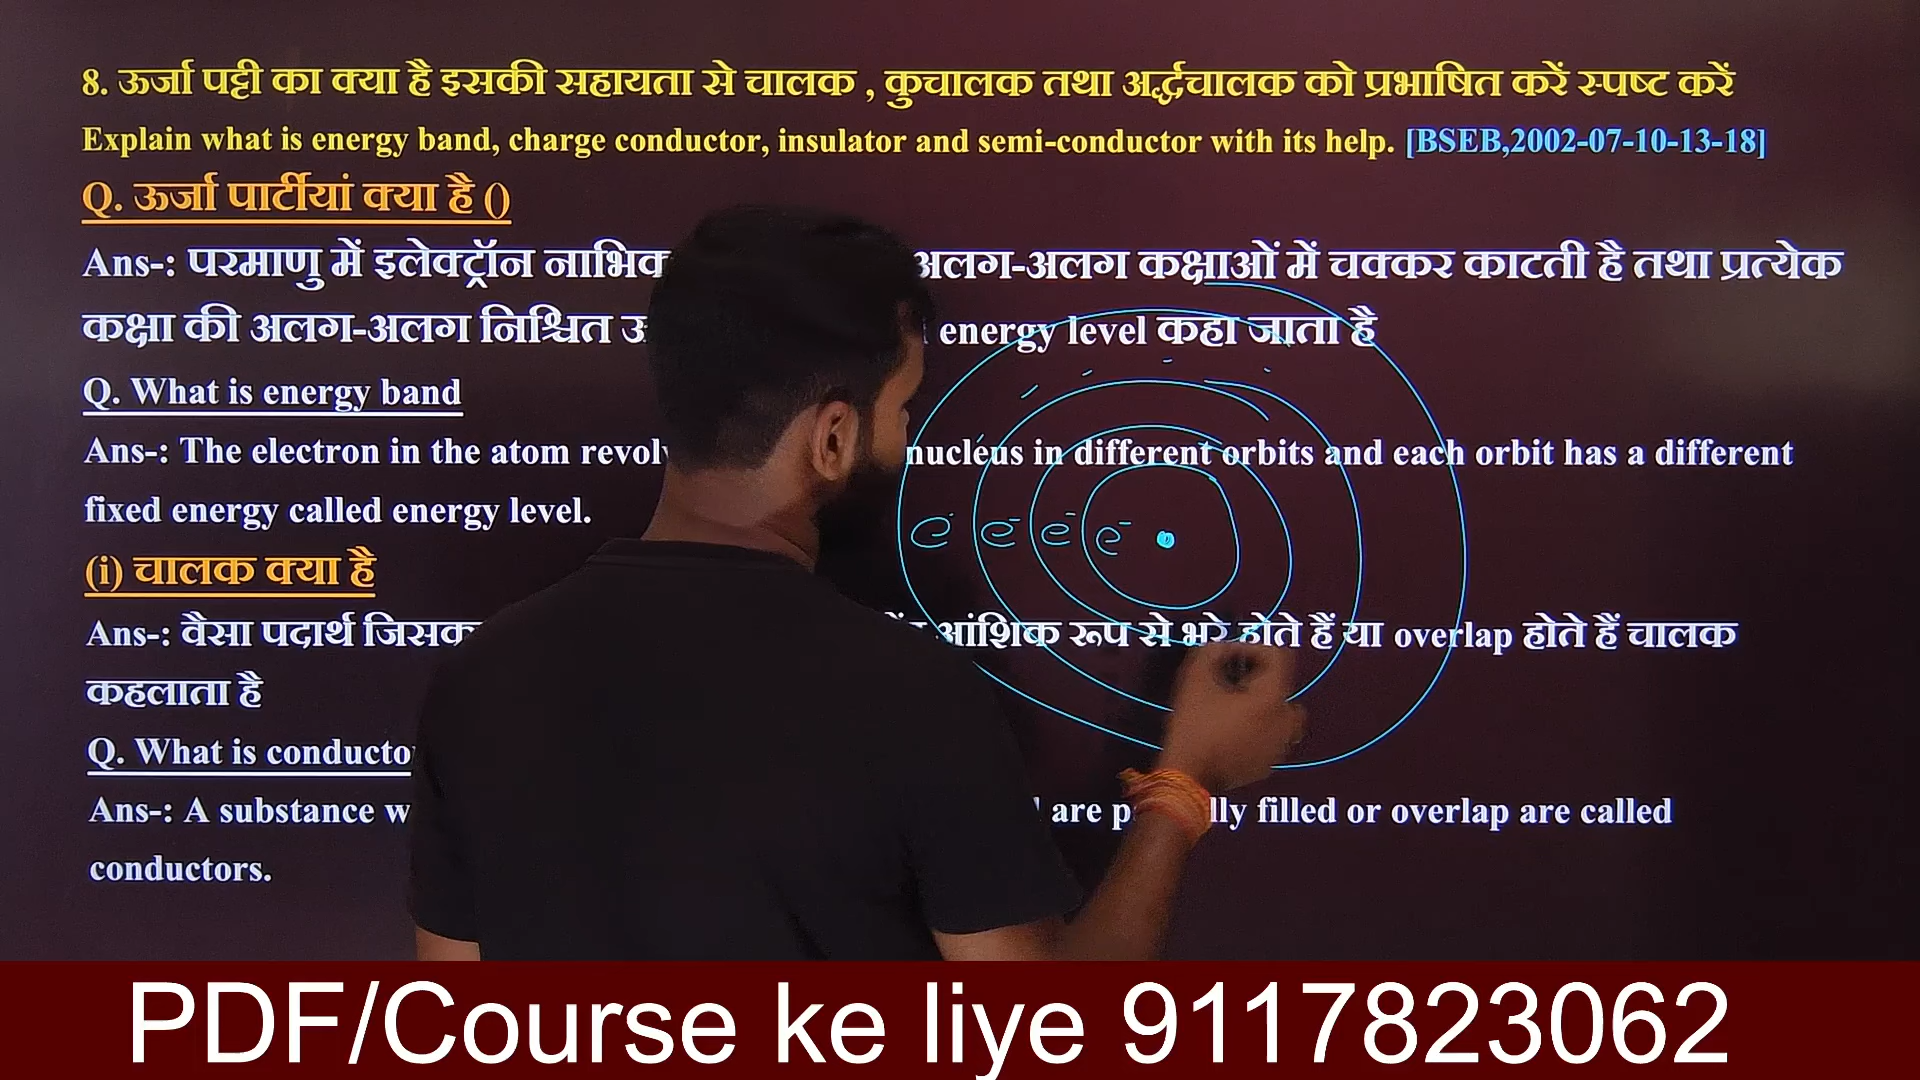 8. ऊर्जा पट्टी का क्या है इसकी सहायता से चालक , कुचालक तथा अर्द्धचालक को प्रभाषित करें स्पष्ट करें
Explain what is energy band, charge conductor, insulator and semi-conductor with its help. [BSEB,2002-07-10-13-18]
Q. ऊर्जा पार्टीयां क्या है ()
Ans-: परमाणु में इलेक्ट्रॉन अलग-अलग कक्षाओं में चक्कर काटती है तथा प्रत्येक
कक्षा की अलग-अलग निश्चित energy level कहा जाता है
Q. What is energy band
Ans-: The electron in the atom nucleus in different orbits and each orbit has a different
fixed energy called energy level.
e- e- e- e-
(i) चालक क्या है
Ans-: वैसा पदार्थ आंशिक रूप से भरे होते हैं या overlap होते हैं चालक
कहलाता है
Q. What is
Ans-: A substance are filled or overlap are called
conductors.
PDF/Course ke liye 9117823062